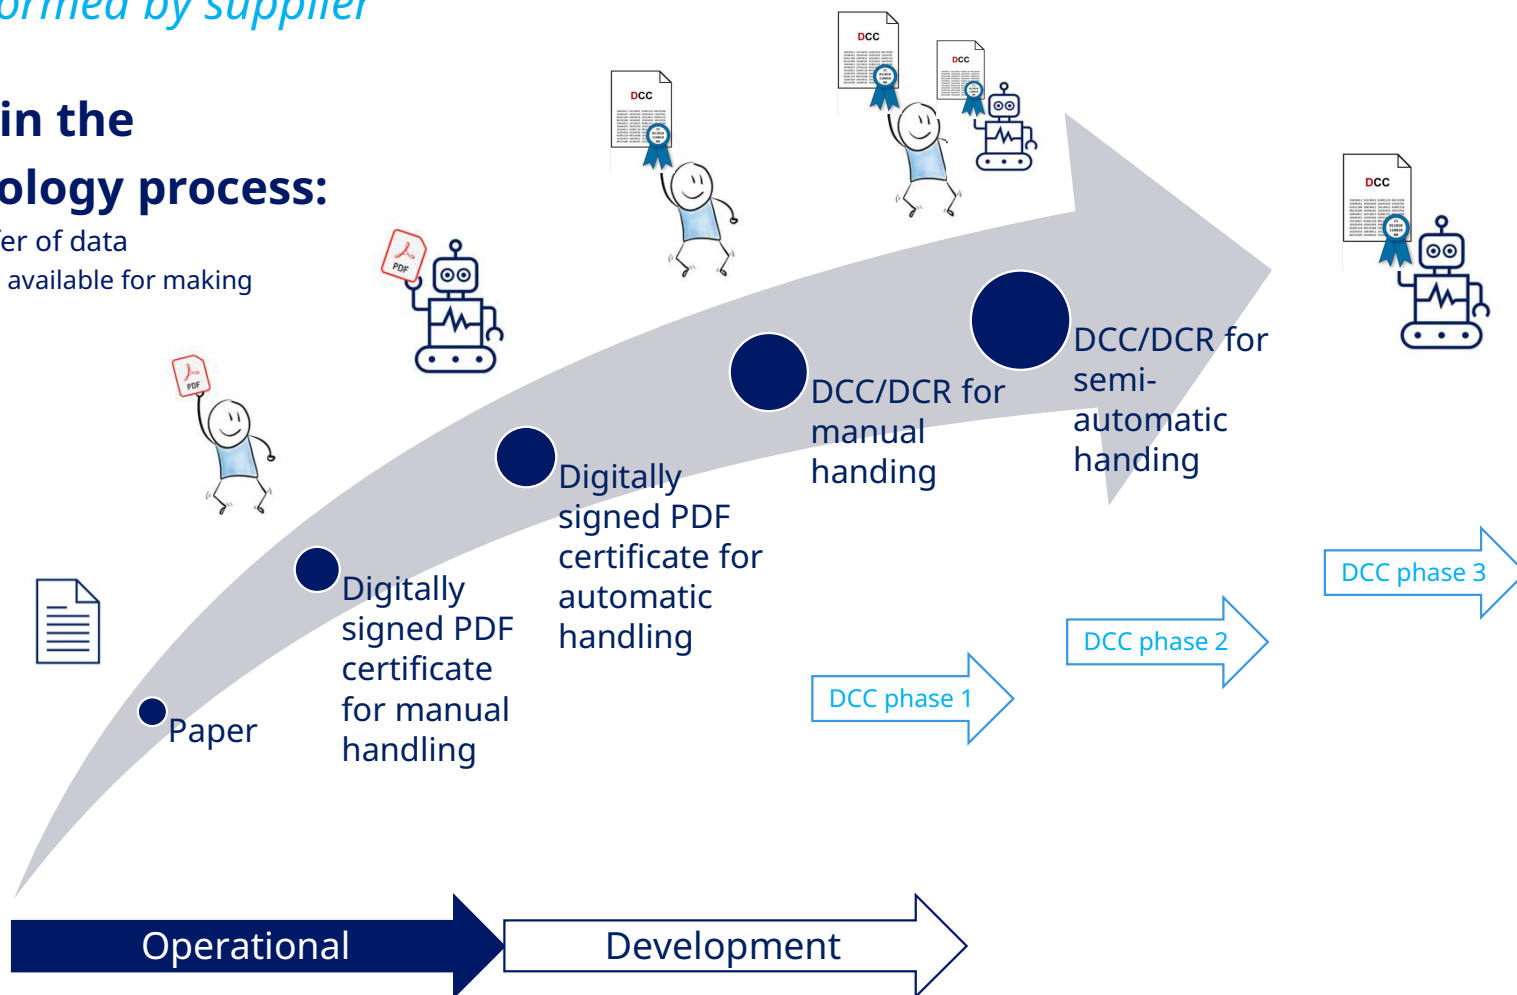 ormed by supplier
in the
ology process:
er of data
available for making
DCC
DCC
DCC
DCC
PDF
PDF
DCC/DCR for
semi-
automatic
handing
DCC/DCR for
manual
handing
Digitally
signed PDF
certificate for
automatic
handling
Digitally
signed PDF
certificate
for manual
handling
Paper
DCC phase 1
DCC phase 2
DCC phase 3
Operational
Development